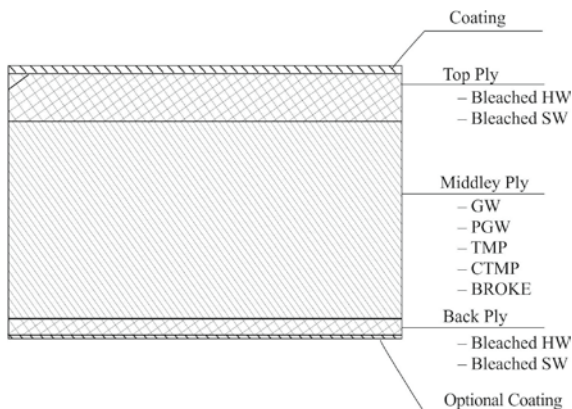 Coating
Top Ply
– Bleached HW
– Bleached SW
Middley Ply
– GW
– PGW
– TMP
– CTMP
– BROKE
Back Ply
– Bleached HW
– Bleached SW
Optional Coating